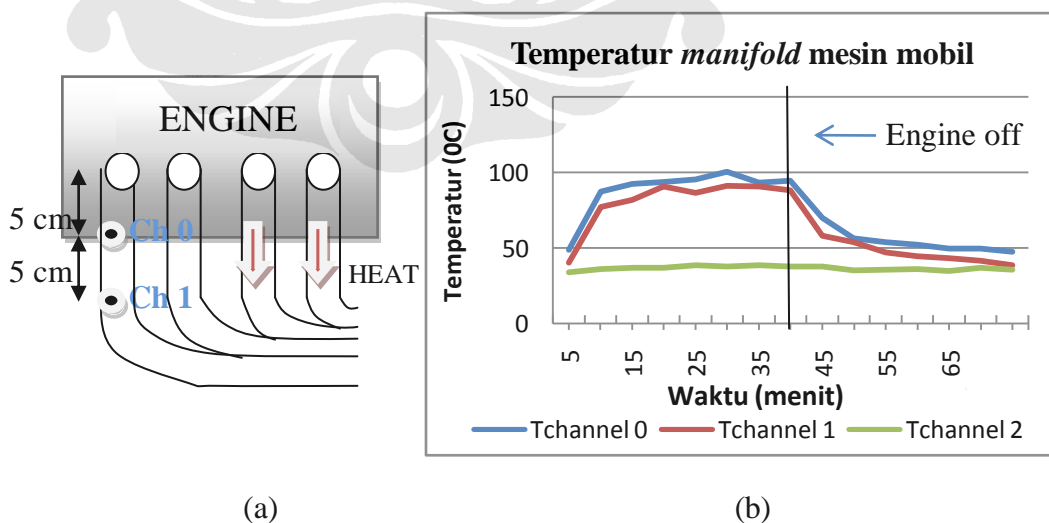 ENGINE
5 cm
Ch 0
5 cm
Ch 1
HEAT
(a)
Temperatur manifold mesin mobil
Temperatur (0C)
150
100
50
0
Engine off
5
15
25
35
45
55
65
Waktu (menit)
Tchannel 0
Tchannel 1
Tchannel 2
(b)